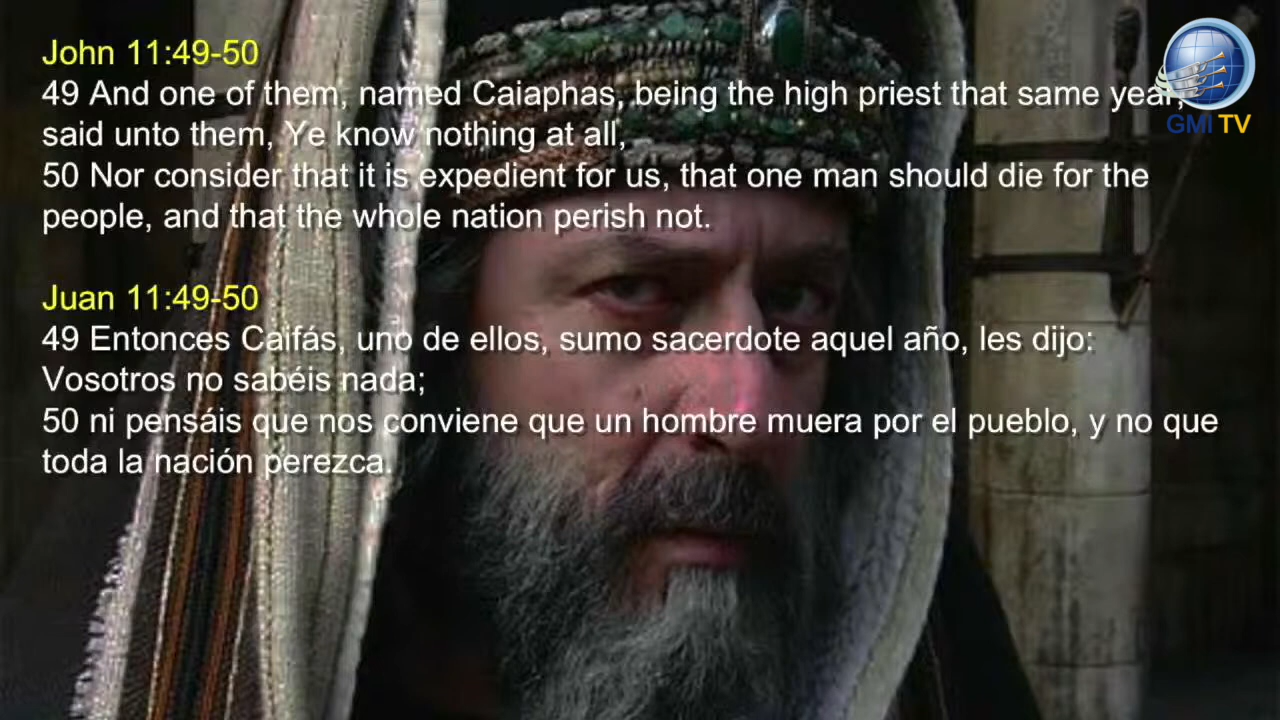 John 11:49-50
49 And one of them, named Caiaphas, being the high priest that same year,
said unto them, Ye know nothing at all,
50 Nor consider that it is expedient for us, that one man should die for the
people, and that the whole nation perish not.
Juan 11:49-50
49 Entonces Caifás, uno de ellos, sumo sacerdote aquel año, les dijo:
Vosotros no sabéis nada;
50 ni pensáis que nos conviene que un hombre muera por el pueblo, y no que
toda la nación perezca.
GMI TV